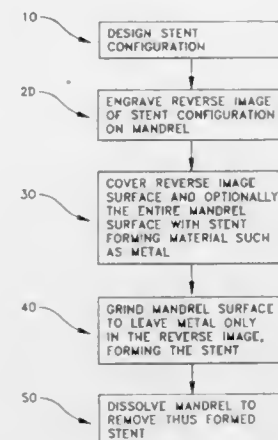 10
DESIGN STENT
CONFIGURATION
20
ENGRAVE REVERSE IMAGE
OF STENT CONFIGURATION
ON MANDREL
30
COVER REVERSE IMAGE
SURFACE AND OPTIONALLY
THE ENTIRE MANDREL
SURFACE WITH STENT
FORMING MATERIAL SUCH
AS METAL
40
GRIND MANDREL SURFACE
TO LEAVE METAL ONLY
IN THE REVERSE IMAGE,
FORMING THE STENT
50
DISSOLVE MANDREL TO
REMOVE THUS FORMED
STENT